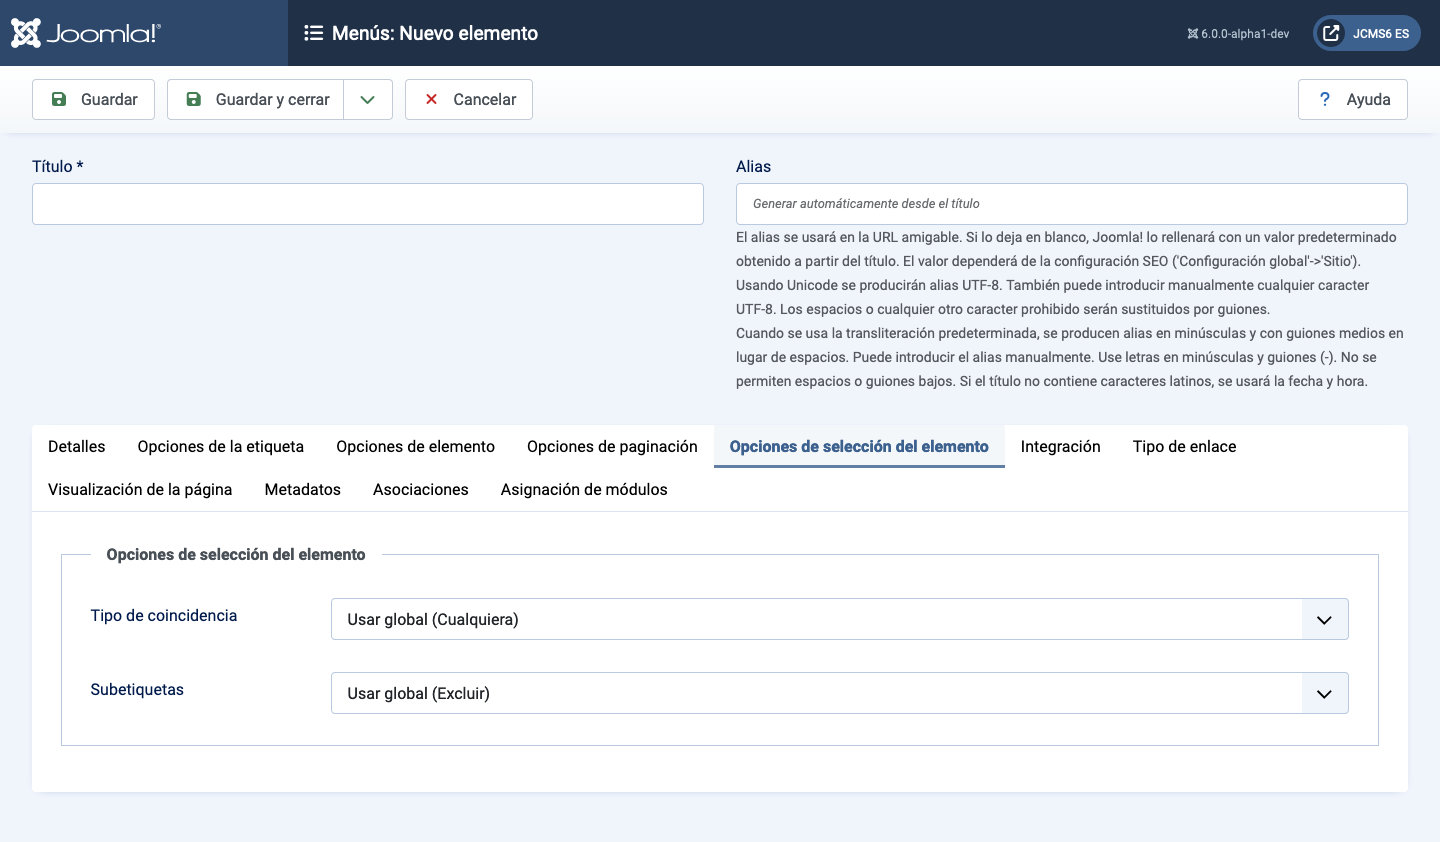 Joomla!®
Menús: Nuevo elemento
6.0.0-alpha1-dev
JCMS6 ES
Guardar
Guardar y cerrar
Cancelar
? Ayuda
Título *
Alias
Generar automáticamente desde el título
El alias se usará en la URL amigable. Si lo deja en blanco, Joomla! lo rellenará con un valor predeterminado
obtenido a partir del título. El valor dependerá de la configuración SEO ('Configuración global'->'Sitio').
Usando Unicode se producirán alias UTF-8. También puede introducir manualmente cualquier caracter
UTF-8. Los espacios o cualquier otro caracter prohibido serán sustituidos por guiones.
Cuando se usa la transliteración predeterminada, se producen alias en minúsculas y con guiones medios en
lugar de espacios. Puede introducir el alias manualmente. Use letras en minúsculas y guiones (-). No se
permiten espacios o guiones bajos. Si el título no contiene caracteres latinos, se usará la fecha y hora.
Detalles Opciones de la etiqueta Opciones de elemento Opciones de paginación Opciones de selección del elemento Integración Tipo de enlace
Visualización de la página Metadatos Asociaciones Asignación de módulos
Opciones de selección del elemento
Tipo de coincidencia
Usar global (Cualquiera)
Subetiquetas
Usar global (Excluir)